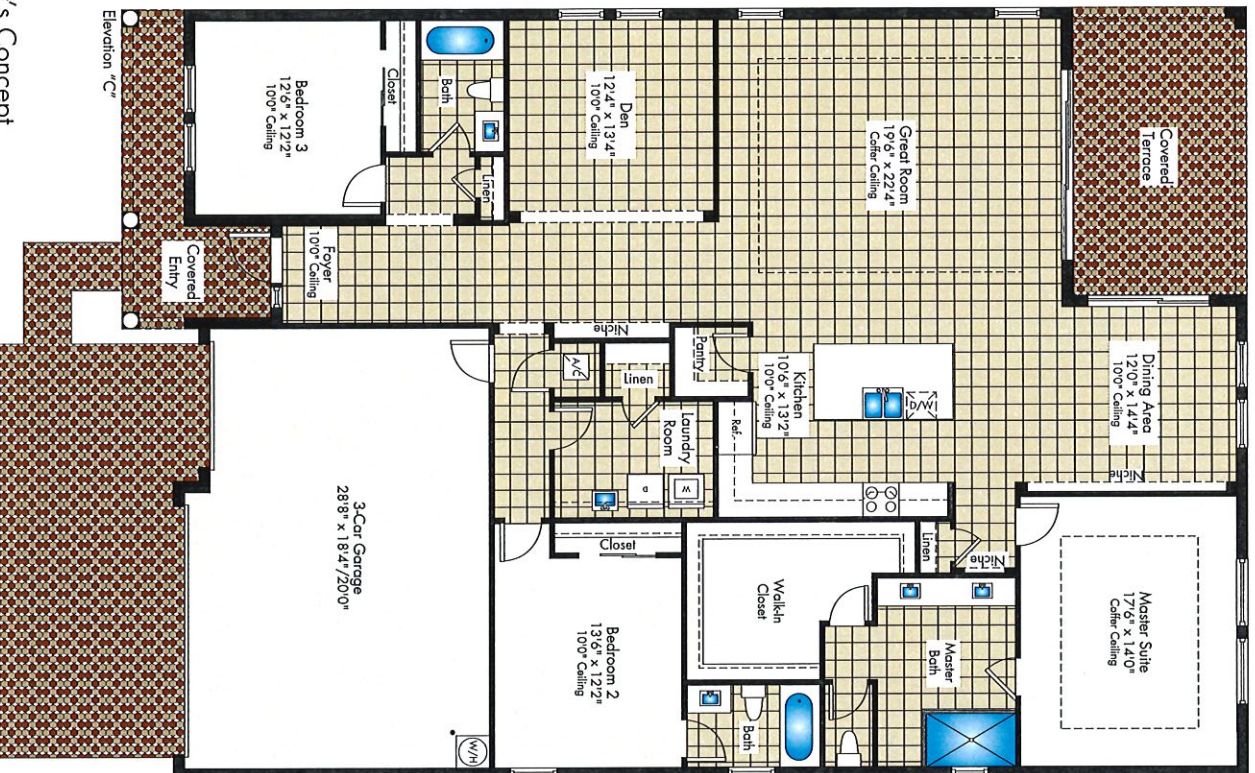 's Concept
Elevation "C"
Bedroom 3
12'6" x 12'2"
10'0" Ceiling
Closet
Bath
Linen
Den
12'4" x 13'4"
10'0" Ceiling
Great Room
19'6" x 22'4"
Coffer Ceiling
Covered
Terrace
Covered
Entry
Foyer
10'0" Ceiling
Niche
Pantry
Kitchen
10'6" x 13'2"
10'0" Ceiling
D/W
Dining Area
12'0" x 14'4"
10'0" Ceiling
Niche
A/C
Linen
Laundry
Room
Ref.
D
W
3-Car Garage
28'8" x 18'4"/20'0"
W/H
Closet
Bedroom 2
13'6" x 12'2"
10'0" Ceiling
Walk-In
Closet
Linen
Niche
Master
Bath
Bath
Master Suite
17'6" x 14'0"
Coffer Ceiling